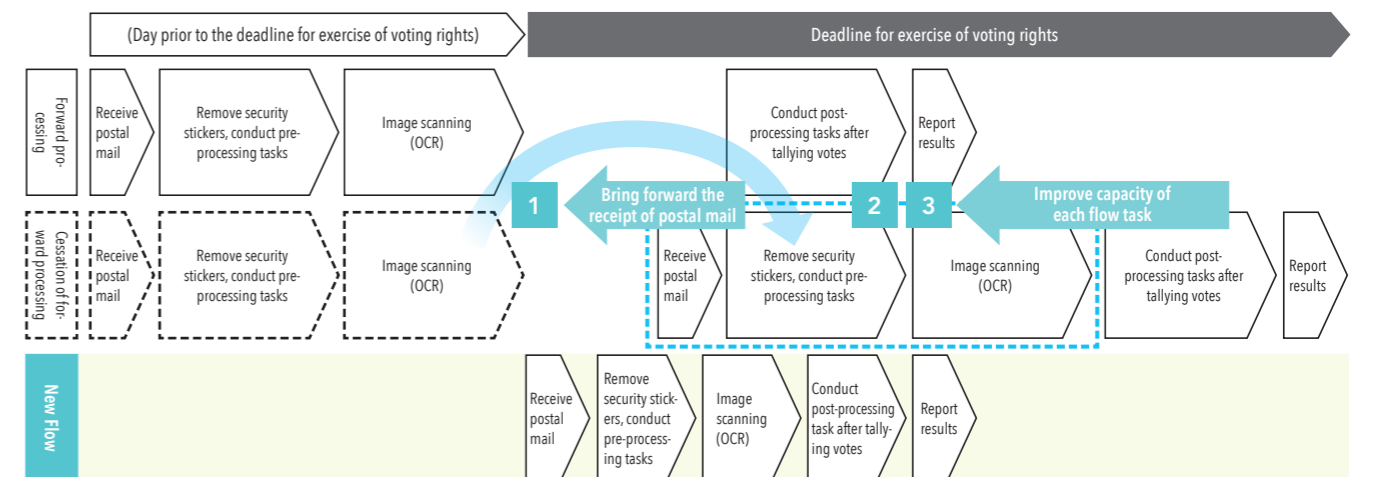 (Day prior to the deadline for exercise of voting rights)
Deadline for exercise of voting rights
Forward pro-
cessing
Receive
postal
mail
Remove security
stickers, conduct pre-
processing tasks
Image scanning
(OCR)
Conduct post-
processing tasks after
tallying votes
Report
results
1
Bring forward the
receipt of postal mail
2
3
Improve capacity of
each flow task
Cessation of for-
ward processing
Receive
postal
mail
Remove security
stickers, conduct pre-
processing tasks
Image scanning
(OCR)
Receive
postal
mail
Remove security
stickers, conduct pre-
processing tasks
Image scanning
(OCR)
Conduct post-
processing tasks after
tallying votes
Report
results
New Flow
Receive
postal
mail
Remove
security stick-
ers, conduct
pre-process-
ing tasks
Image
scanning
(OCR)
Conduct
post-processing
task after tally-
ing votes
Report
results